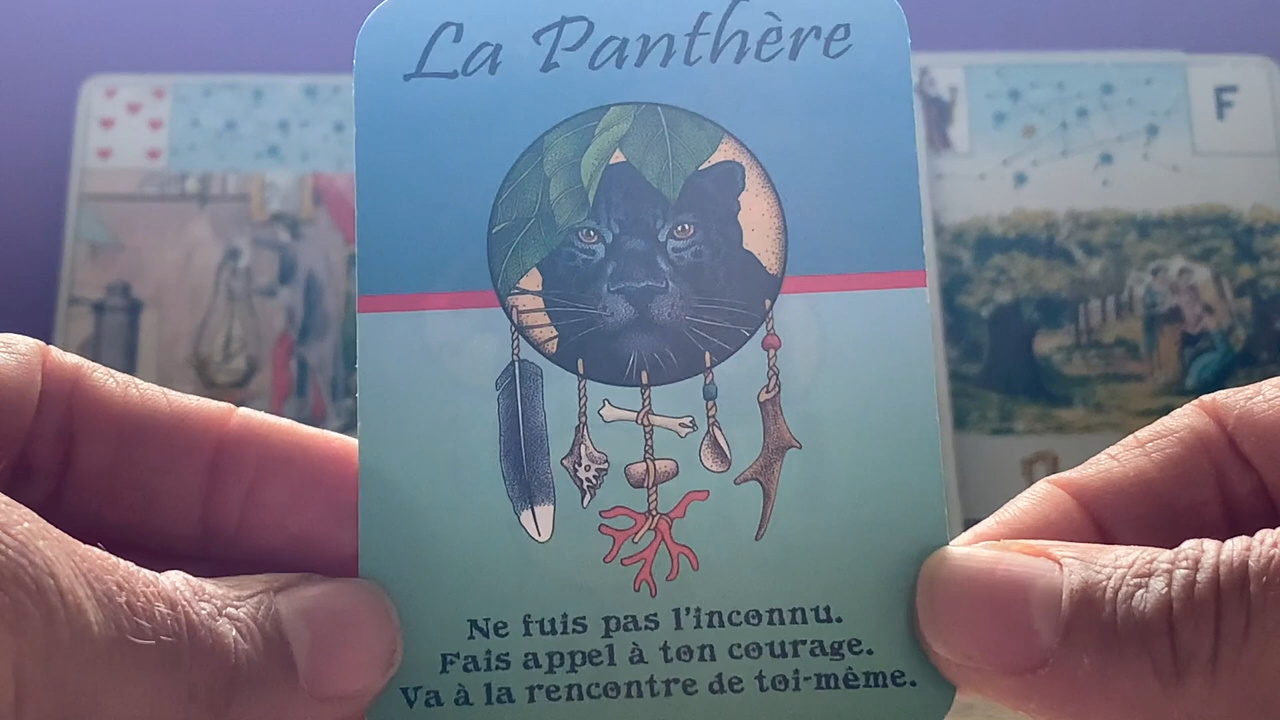 La Panthère
F
Ne fuis pas l'inconnu.
Fais appel à ton courage.
Va à la rencontre de toi-même.